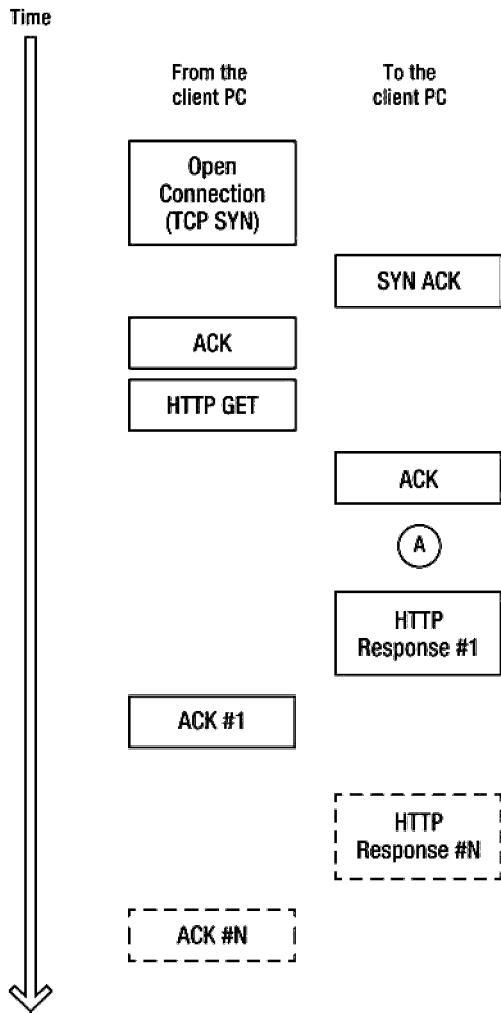 Time
From the
client PC
To the
client PC
Open
Connection
(TCP SYN)
SYN ACK
ACK
HTTP GET
ACK
A
HTTP
Response #1
ACK #1
HTTP
Response #N
ACK #N